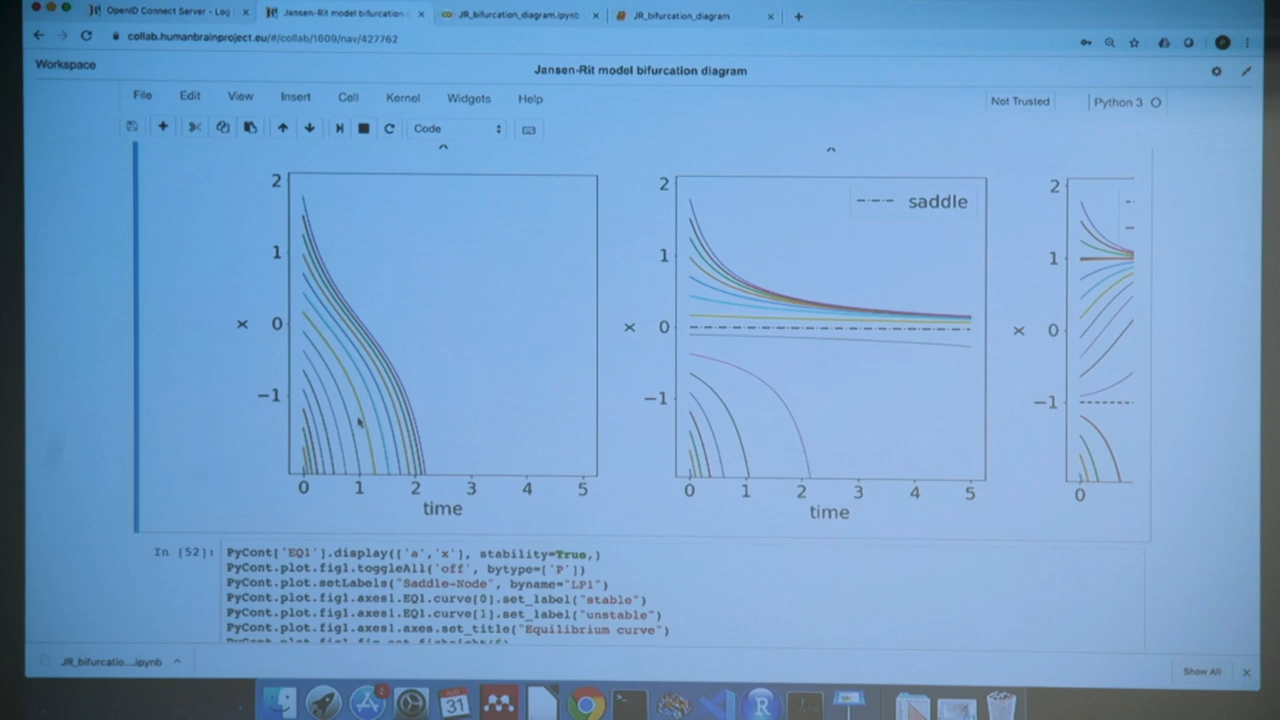 OpenID Connect Server - Log
Jansen-Rit model bifurcation
JR_bifurcation_diagram.ipynb
JR_bifurcation_diagram
collab.humanbrainproject.eu/#/collab/1609/nav/427762
Workspace
Jansen-Rit model bifurcation diagram
File Edit View Insert Cell Kernel Widgets Help
Not Trusted
Python 3
Code
2
1
0
−1
x
0 1 2 3 4 5
time
2
1
0
−1
x
saddle
0 1 2 3 4 5
time
2
1
0
−1
x
0
In [52]:
PyCont['EQ1'].display(['a','x'], stability=True,)
PyCont.plot.fig1.toggleAll('off', bytype=['P'])
PyCont.plot.setLabels("Saddle-Node", byname="LP1")
PyCont.plot.fig1.axes1.EQ1.curve[0].set_label("stable")
PyCont.plot.fig1.axes1.EQ1.curve[1].set_label("unstable")
PyCont.plot.fig1.axes1.axes.set_title("Equilibrium curve")
JR_bifurcatio...ipynb
Show All
31
R